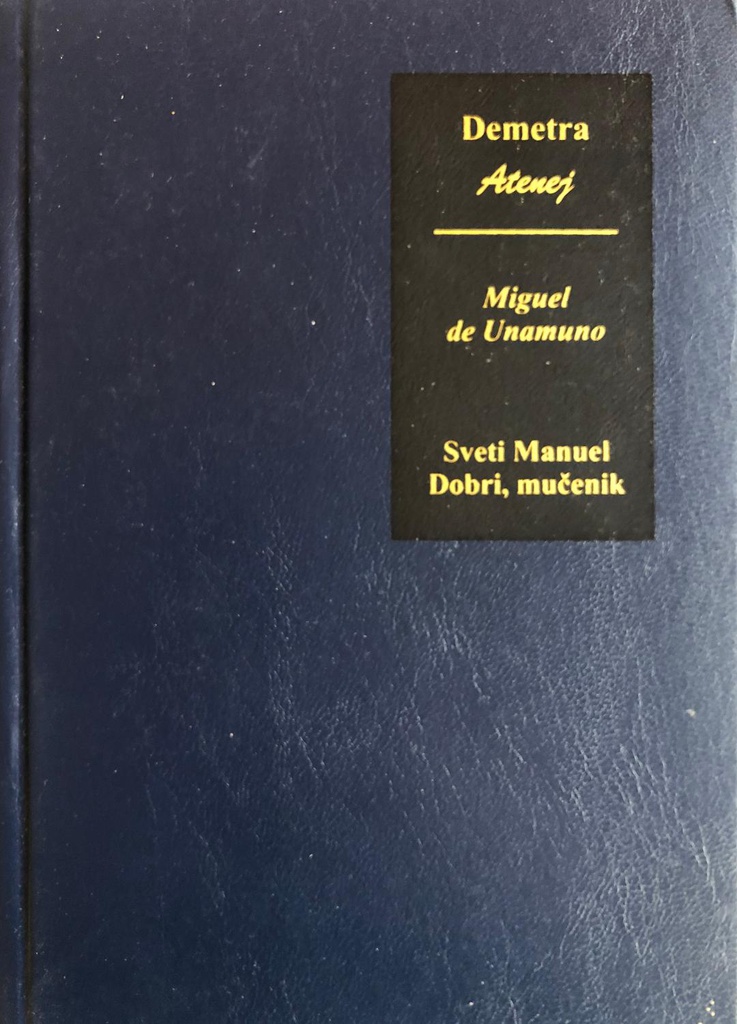 Demetra
Atenej
Miguel
de Unamuno
Sveti Manuel
Dobri, mučenik